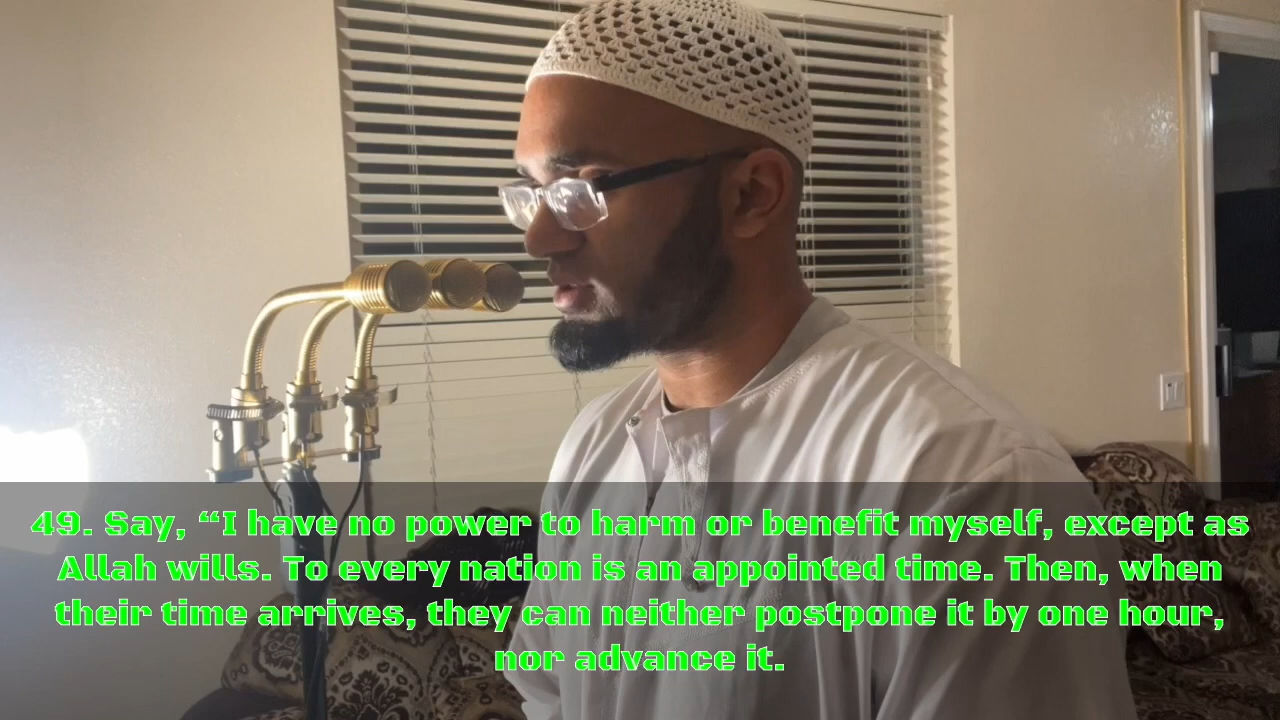 49. Say, “I have no power to harm or benefit myself, except as
Allah wills. To every nation is an appointed time. Then, when
their time arrives, they can neither postpone it by one hour,
nor advance it.